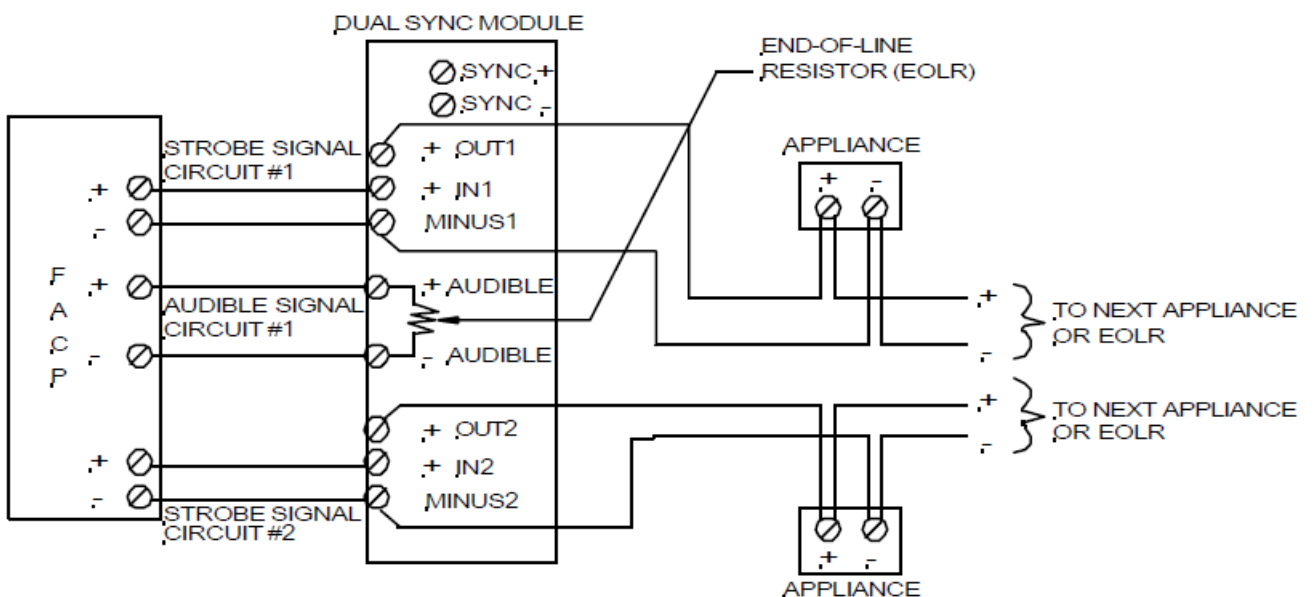 DUAL SYNC MODULE
END-OF-LINE
RESISTOR (EOLR)
SYNC +
SYNC -
STROBE SIGNAL
CIRCUIT #1
+ OUT1
+ IN1
MINUS1
+
-
APPLIANCE
+ -
F
A
C
P
+
-
AUDIBLE SIGNAL
CIRCUIT #1
+ AUDIBLE
- AUDIBLE
+
-
TO NEXT APPLIANCE
OR EOLR
+
-
TO NEXT APPLIANCE
OR EOLR
+ OUT2
+ IN2
MINUS2
+
-
STROBE SIGNAL
CIRCUIT #2
+ -
APPLIANCE